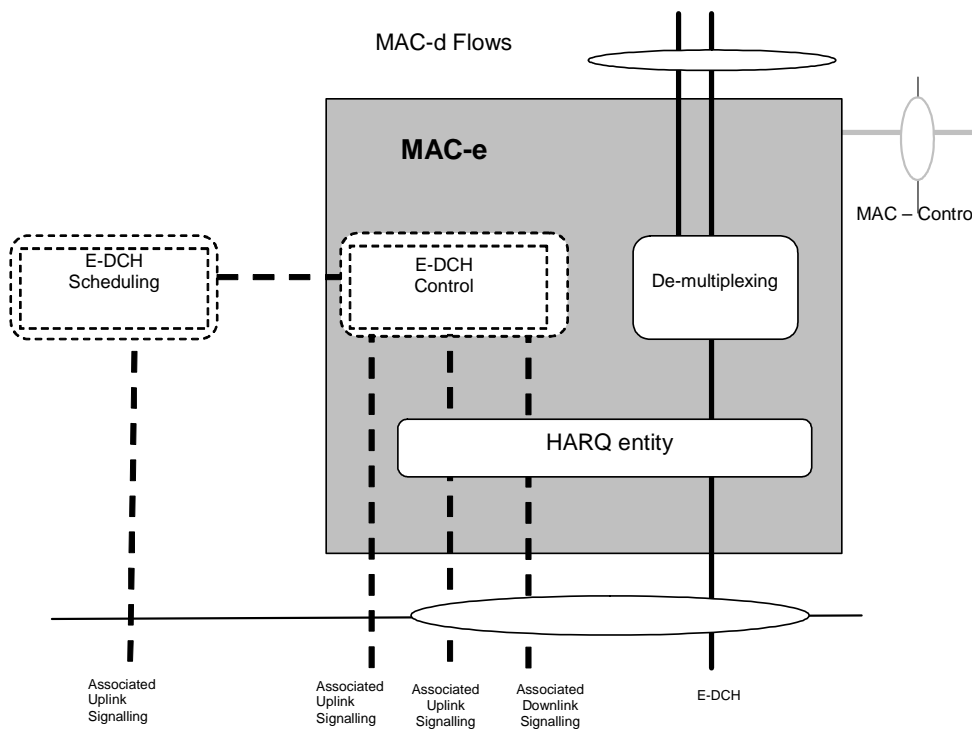 MAC-d Flows
MAC-e
MAC – Contro
E-DCH
Scheduling
E-DCH
Control
De-multiplexing
HARQ entity
Associated
Uplink
Signalling
Associated
Uplink
Signalling
Associated
Uplink
Signalling
Associated
Downlink
Signalling
E-DCH